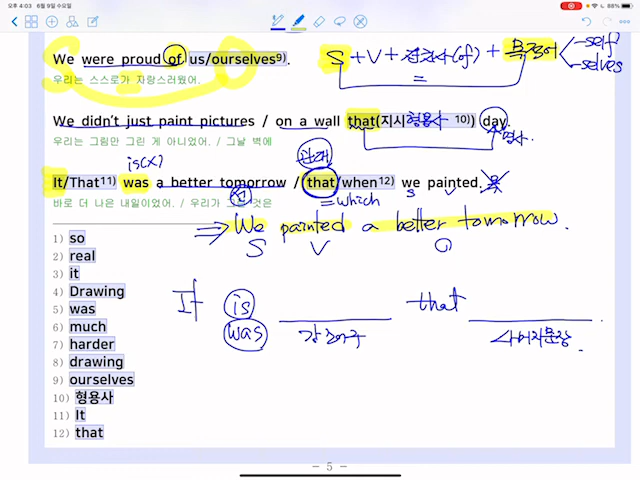 오후 4:03 6월 9일 수요일
88%
We were proud of us/ourselves9).
S + V + 전치사(of) + 목적어 -self
-selves
우리는 스스로가 자랑스러웠어.
We didn't just paint pictures / on a wall that(지시형용사 10)) day.
우리는 그림만 그린 게 아니었어. / 그날 벽에
명사.
is(X)
It/That11) was a better tomorrow / that/when12) we painted.
= which
S V
바로 더 나은 내일이었어. / 우리가 그린 것은
⇒ We painted a better tomorrow.
S V O
It is that
was 강조어구 나머지문장.
1) so
2) real
3) it
4) Drawing
5) was
6) much
7) harder
8) drawing
9) ourselves
10) 형용사
11) It
12) that
- 5 -